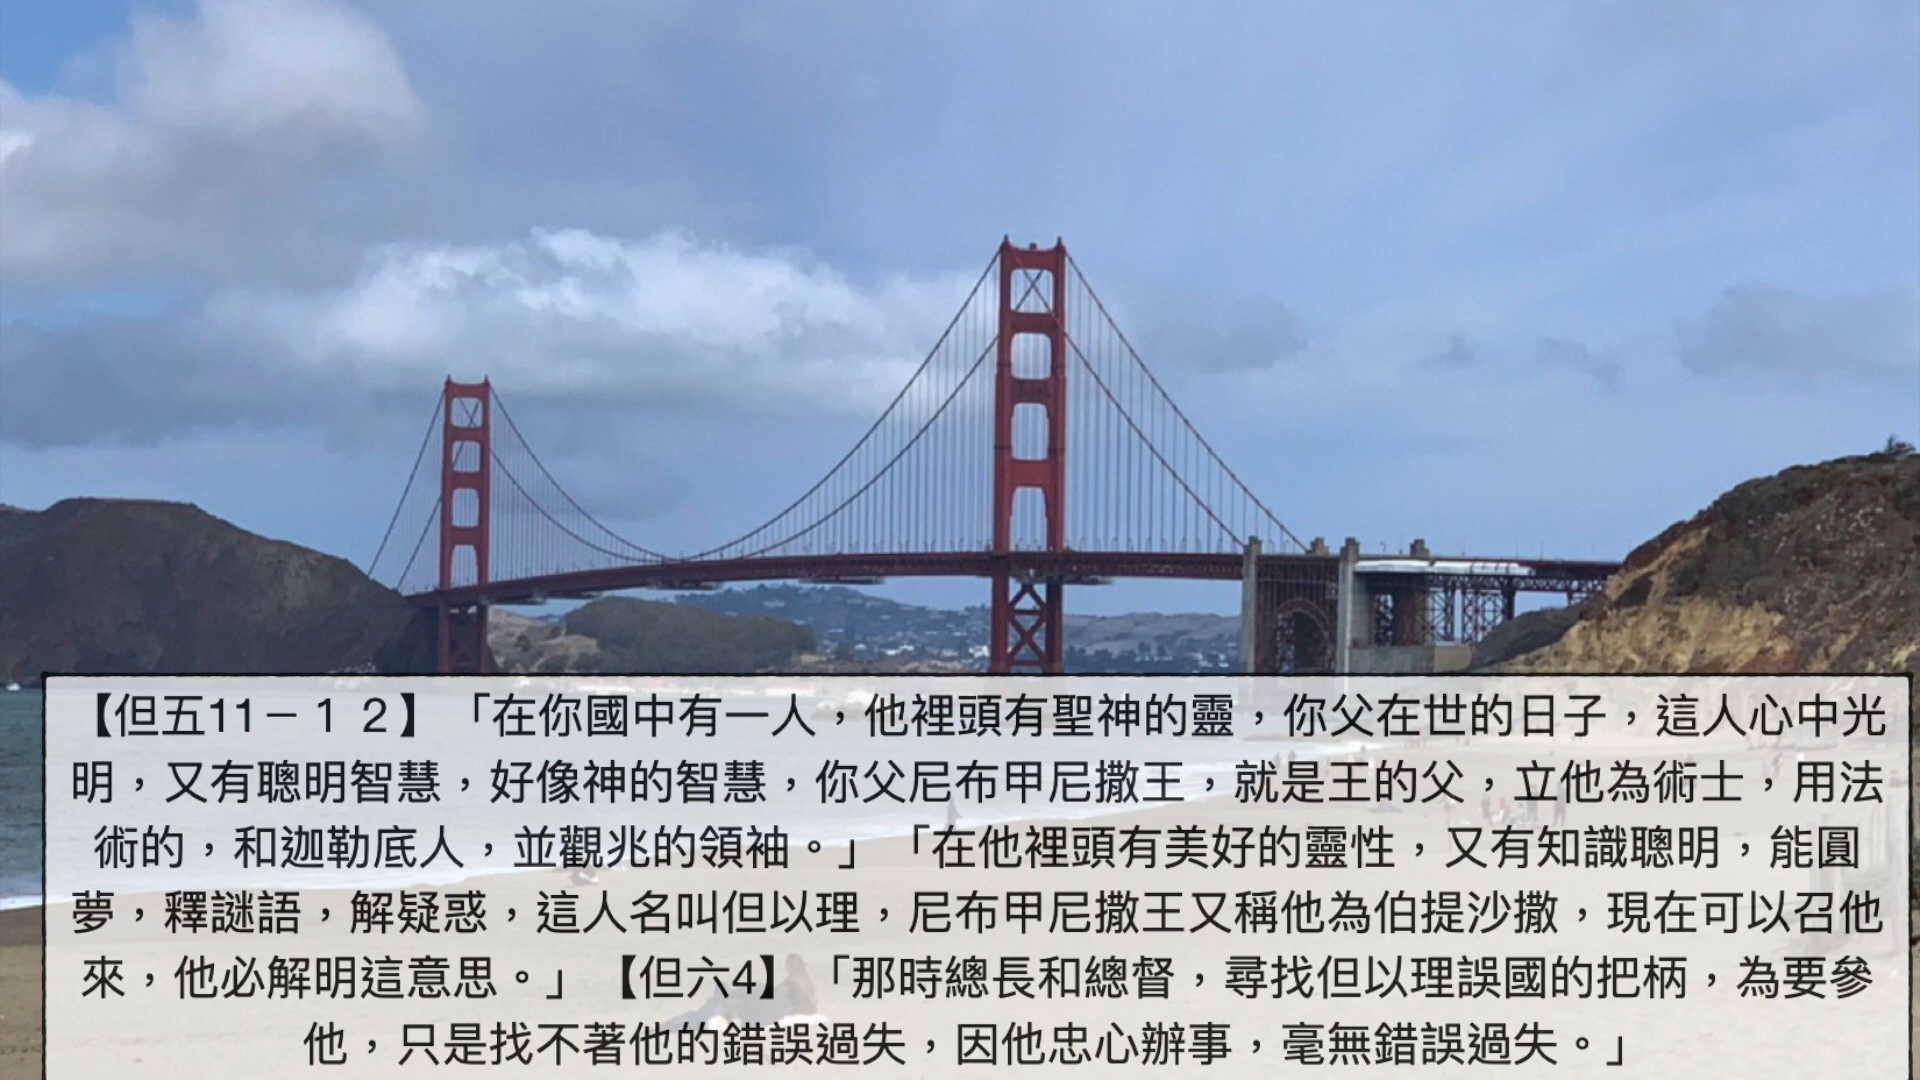 【但五11－１２】「在你國中有一人，他裡頭有聖神的靈，你父在世的日子，這人心中光
明，又有聰明智慧，好像神的智慧，你父尼布甲尼撒王，就是王的父，立他為術士，用法
術的，和迦勒底人，並觀兆的領袖。」「在他裡頭有美好的靈性，又有知識聰明，能圓
夢，釋謎語，解疑惑，這人名叫但以理，尼布甲尼撒王又稱他為伯提沙撒，現在可以召他
來，他必解明這意思。」【但六4】「那時總長和總督，尋找但以理誤國的把柄，為要參
他，只是找不著他的錯誤過失，因他忠心辦事，毫無錯誤過失。」